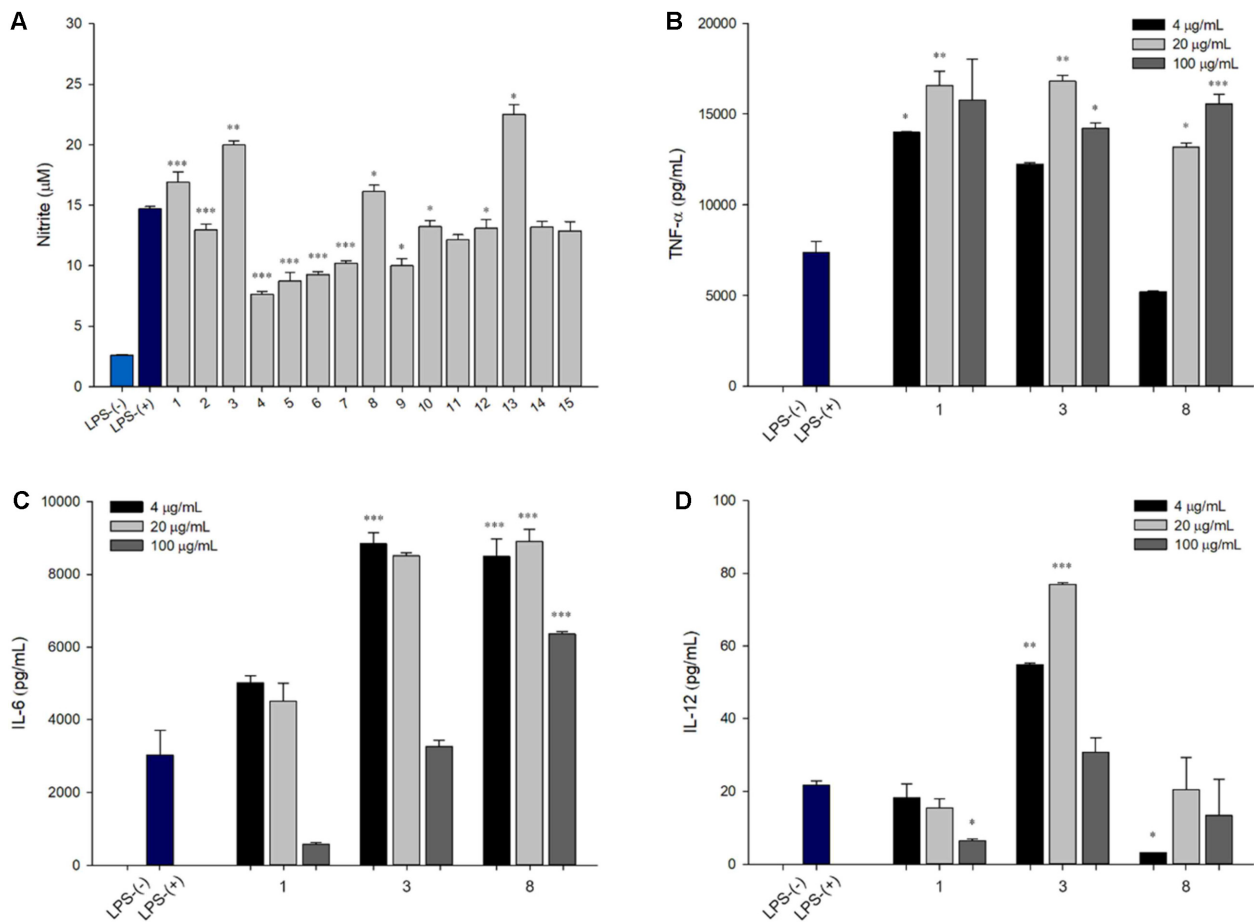 A
Nitrite (μM)
30
25
20
15
10
5
0
***
***
**
***
***
***
***
*
*
*
*
*
LPS-(-)
LPS-(+)
1 2 3 4 5 6 7 8 9 10 11 12 13 14 15
B
TNF-α (pg/mL)
20000
15000
10000
5000
0
4 μg/mL
20 μg/mL
100 μg/mL
*
**
**
*
*
***
LPS-(-)
LPS-(+)
1 3 8
C
IL-6 (pg/mL)
10000
8000
6000
4000
2000
0
4 μg/mL
20 μg/mL
100 μg/mL
***
***
***
***
LPS-(-)
LPS-(+)
1 3 8
D
IL-12 (pg/mL)
100
80
60
40
20
0
4 μg/mL
20 μg/mL
100 μg/mL
*
**
***
*
LPS-(-)
LPS-(+)
1 3 8